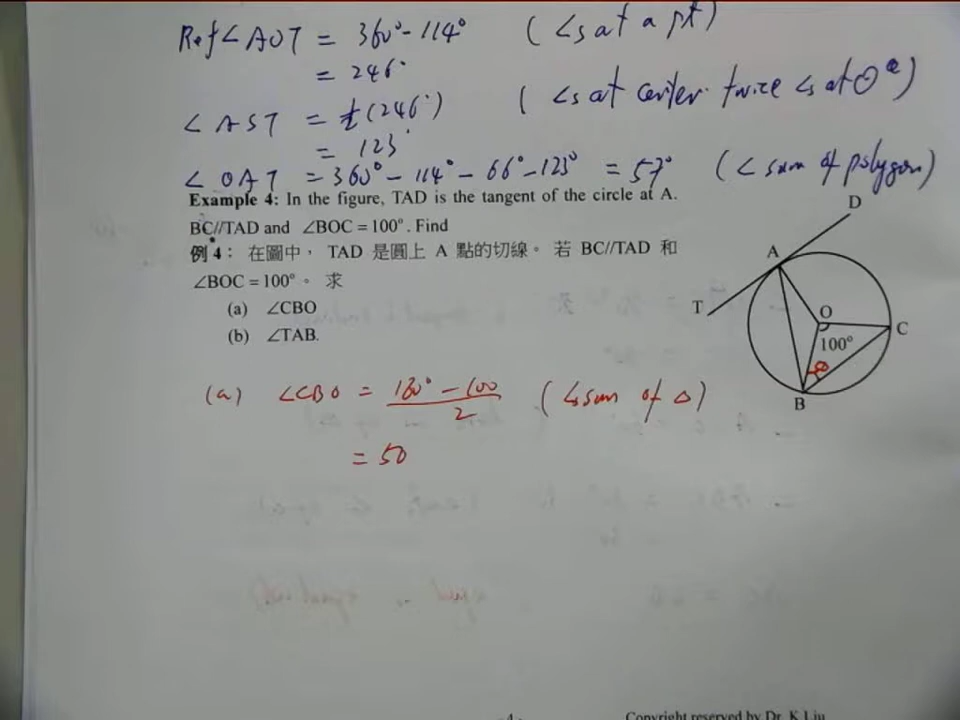 Ref∠AOT = 360° - 114° (∠s at a pt)
= 246°
∠AST = ½(246°) (∠s at center twice ∠s at ⊙ce)
= 123°
∠OAT = 360° - 114° - 66° - 123° = 57° (∠ sum of polygon)
Example 4: In the figure, TAD is the tangent of the circle at A.
BC//TAD and ∠BOC = 100°. Find
例 4： 在圖中， TAD 是圓上 A 點的切線。 若 BC//TAD 和
∠BOC = 100°。 求
(a) ∠CBO
(b) ∠TAB.
D
A
T
O
C
100°
50
B
(a) ∠CBO = 180° - 100 / 2 (∠s sum of △)
= 50
4
Copyright reserved by Dr. K Liu